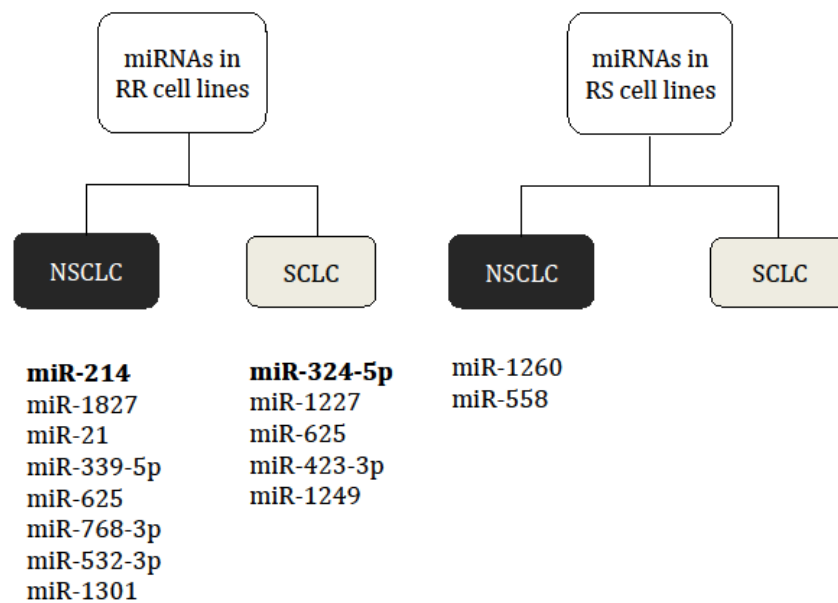 miRNAs in
RR cell lines
miRNAs in
RS cell lines
NSCLC
SCLC
NSCLC
SCLC
miR-214
miR-1827
miR-21
miR-339-5p
miR-625
miR-768-3p
miR-532-3p
miR-1301
miR-324-5p
miR-1227
miR-625
miR-423-3p
miR-1249
miR-1260
miR-558